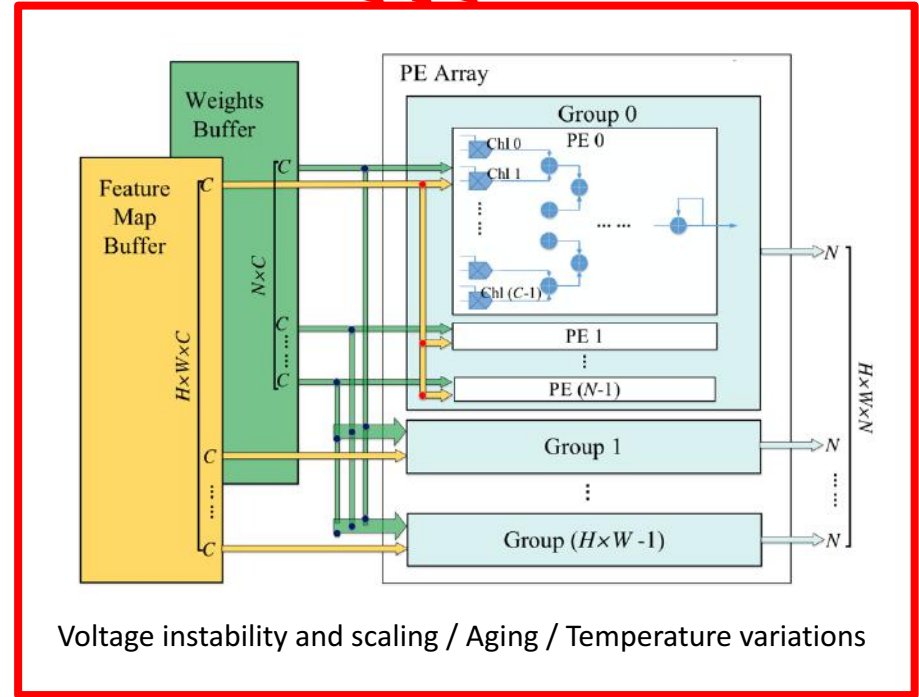 PE Array
Weights
Buffer
Group 0
PE 0
Chl 0
Chl 1
Chl (C-1)
Feature
Map
Buffer
C
C
N×C
C
C
H×W×C
C
C
PE 1
PE (N-1)
Group 1
Group (H×W -1)
N
N
N
H×W×N
Voltage instability and scaling / Aging / Temperature variations